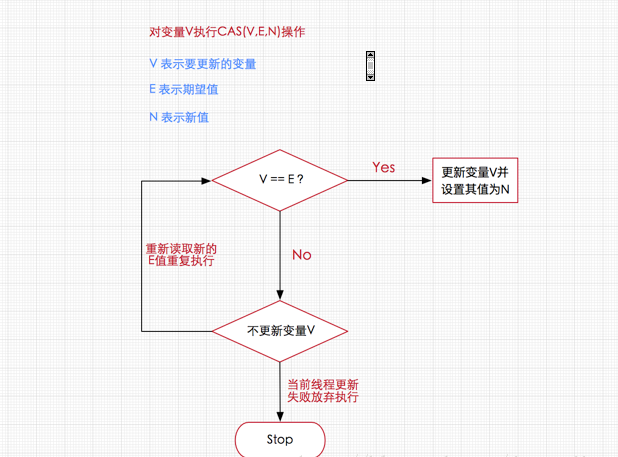 对变量V执行CAS(V,E,N)操作
V 表示要更新的变量
E 表示期望值
N 表示新值
V == E ?
Yes
更新变量V并
设置其值为N
重新读取新的
E值重复执行
No
不更新变量V
当前线程更新
失败放弃执行
Stop